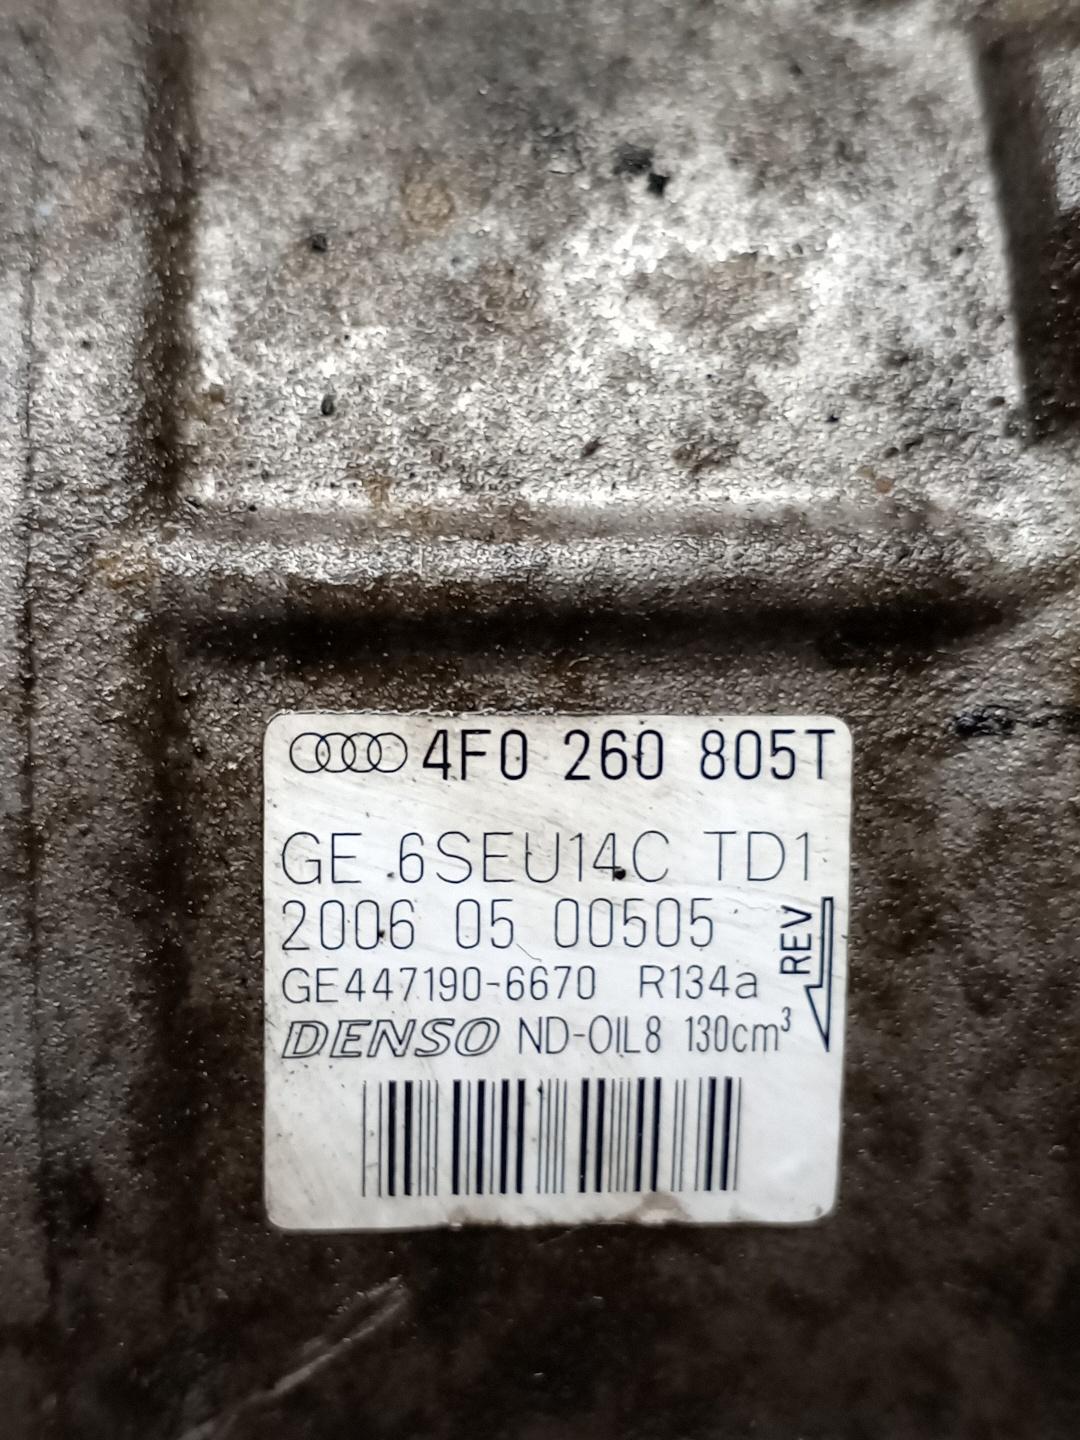 4F0 260 805T
GE 6SEU14C TD1
2006 05 00505
REV
GE447190-6670 R134a
DENSO ND-OIL8 130cm³